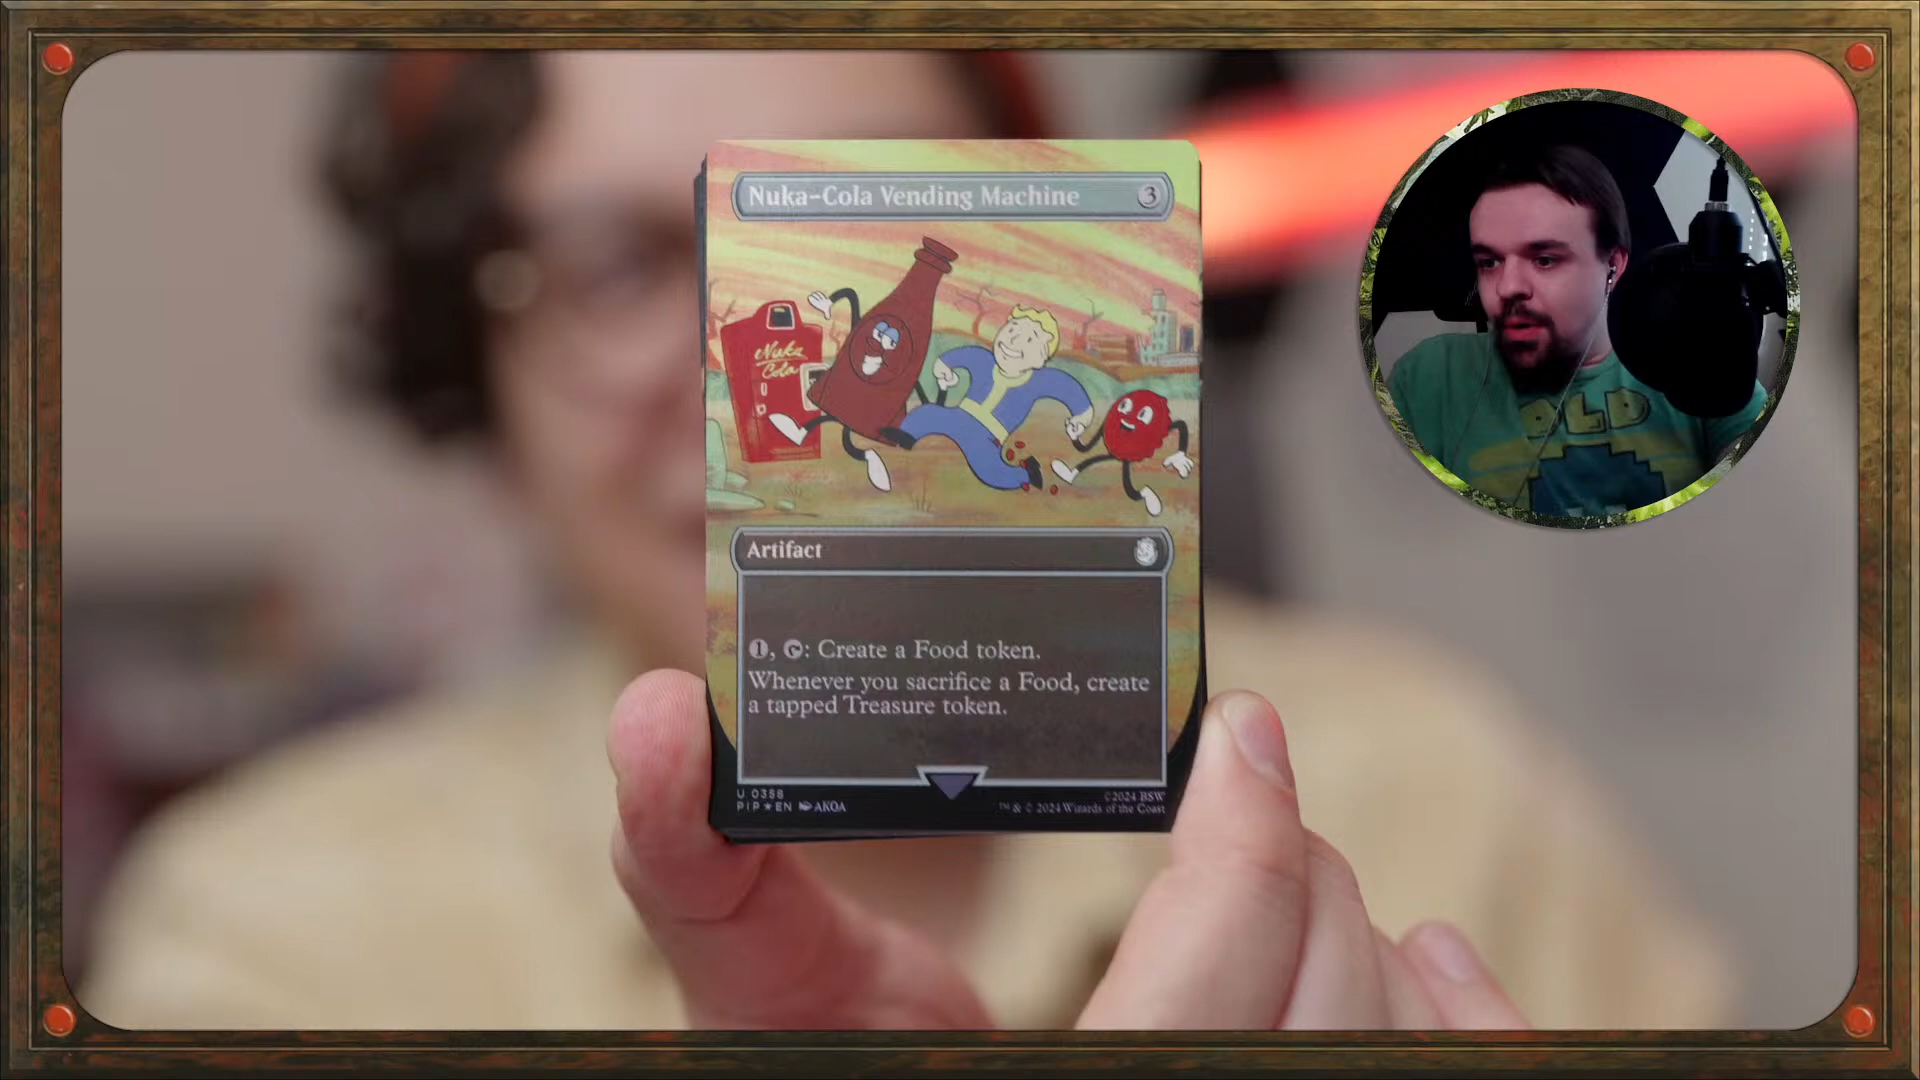 Nuka-Cola Vending Machine 3
Nuka
Cola
Artifact
1, T: Create a Food token.
Whenever you sacrifice a Food, create
a tapped Treasure token.
U 0358
PIP★EN AKOA
©2024 BSW
™ & © 2024 Wizards of the Coast
OLD